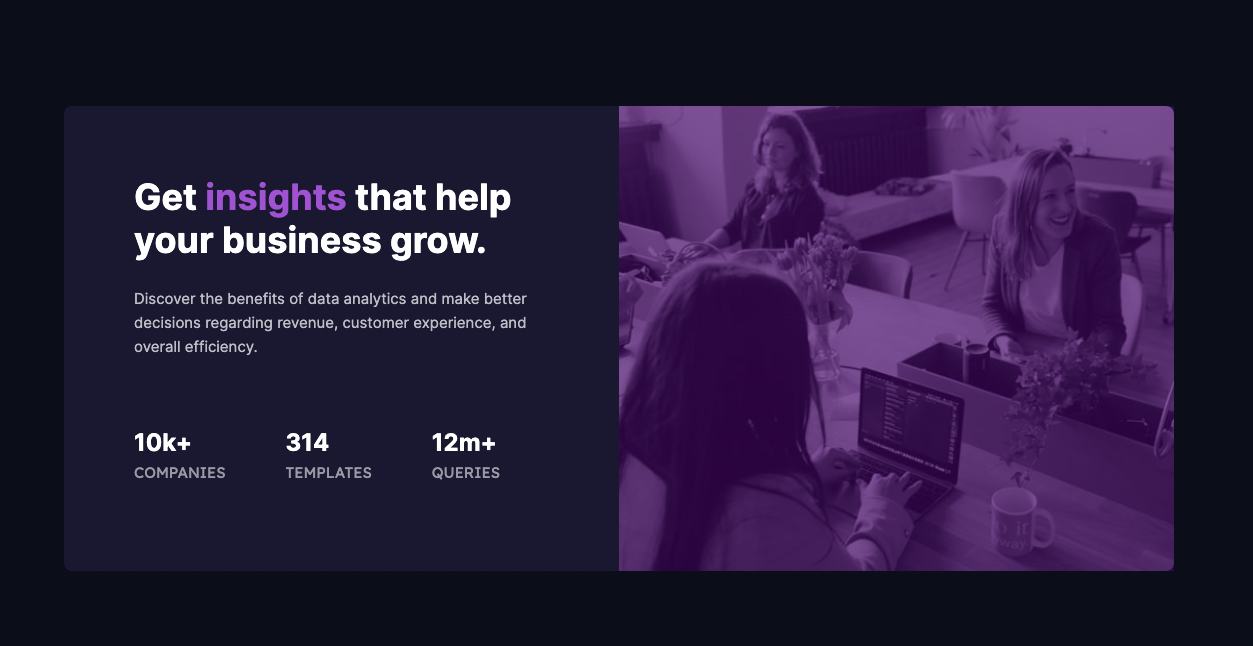 Get insights that help
your business grow.
Discover the benefits of data analytics and make better
decisions regarding revenue, customer experience, and
overall efficiency.
10k+ 314 12m+
COMPANIES TEMPLATES QUERIES